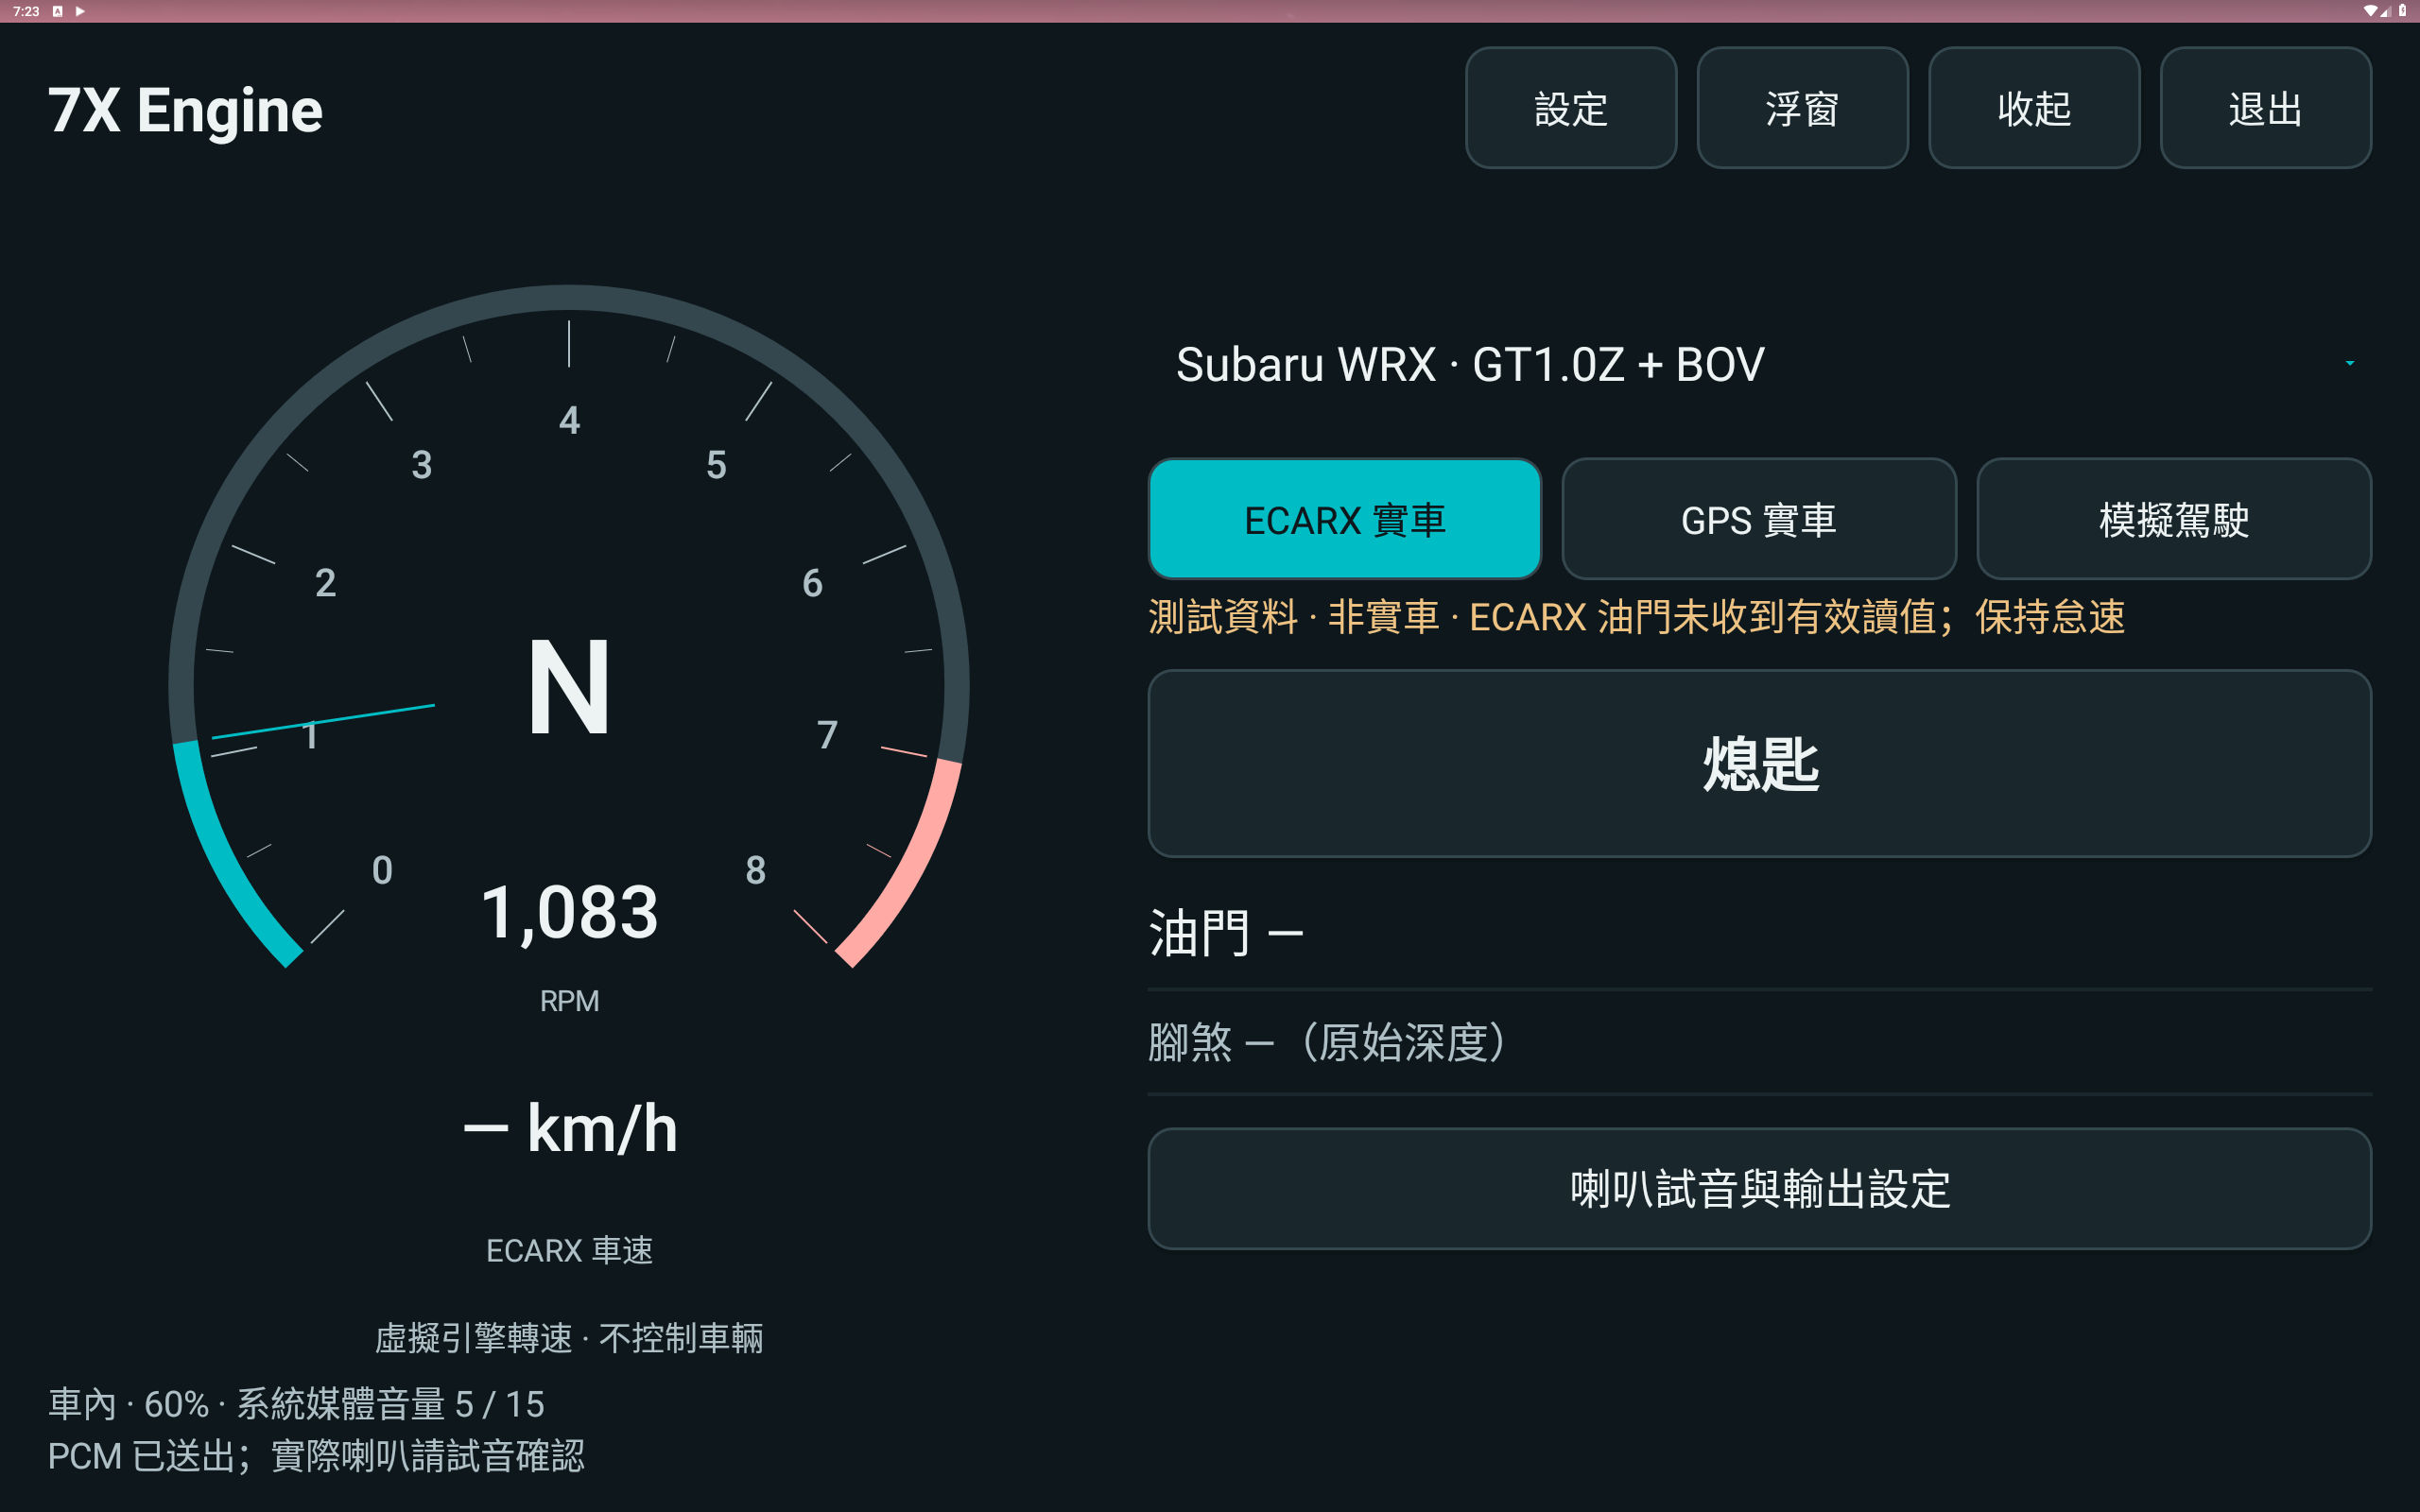 7:23
7X Engine
設定
浮窗
收起
退出
0
1
2
3
4
5
6
7
8
N
1,083
RPM
— km/h
ECARX 車速
虛擬引擎轉速 · 不控制車輛
車內 · 60% · 系統媒體音量 5 / 15
PCM 已送出；實際喇叭請試音確認
Subaru WRX · GT1.0Z + BOV
ECARX 實車
GPS 實車
模擬駕駛
測試資料 · 非實車 · ECARX 油門未收到有效讀值；保持怠速
熄匙
油門 —
腳煞 —（原始深度）
喇叭試音與輸出設定